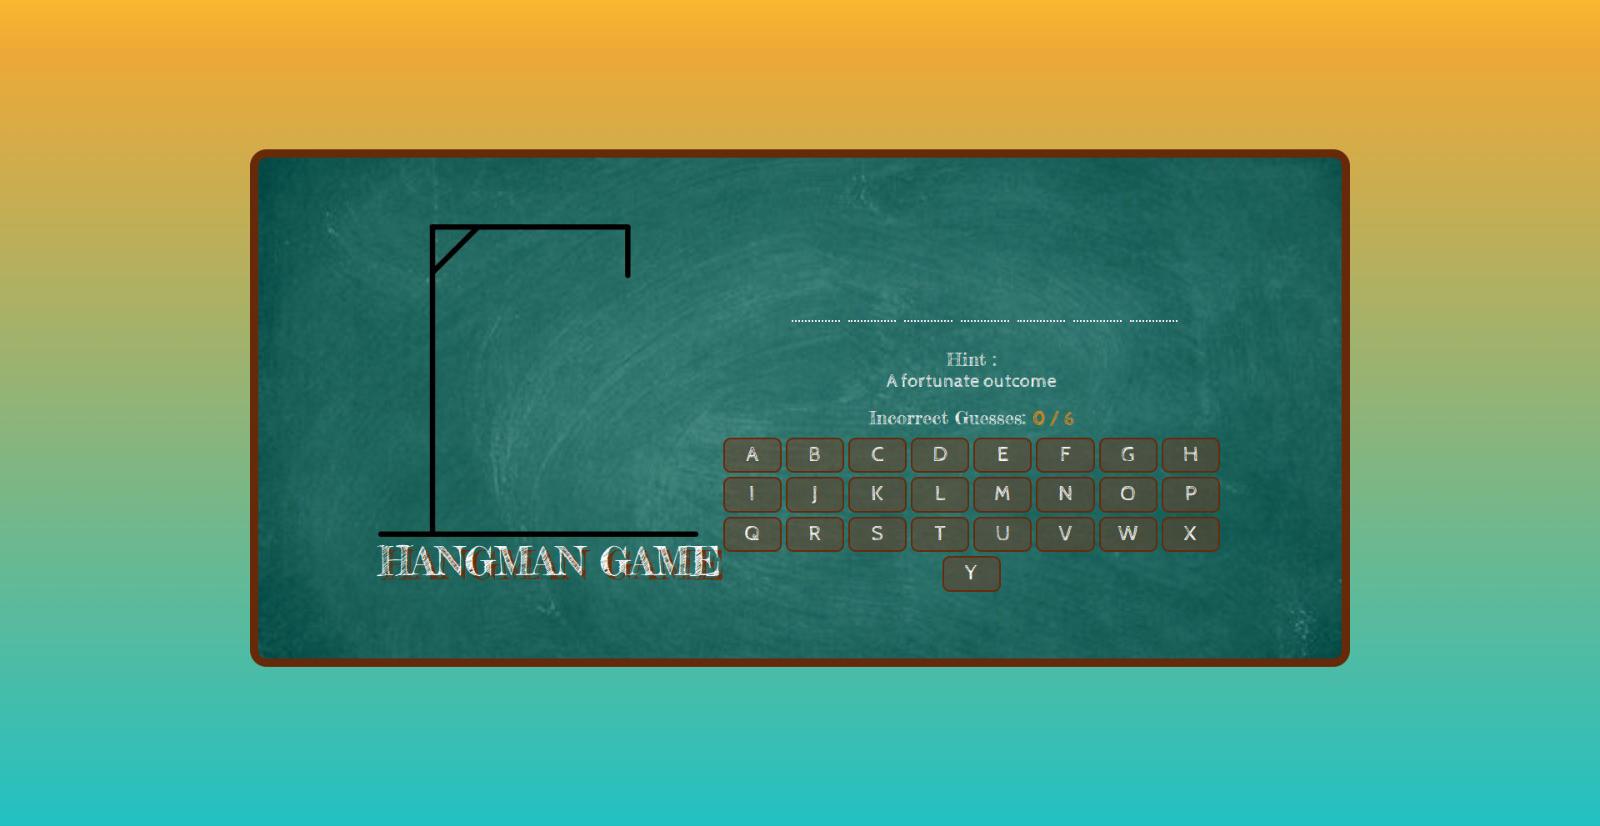 Hint :
A fortunate outcome
Incorrect Guesses: 0 / 6
A B C D E F G H
I J K L M N O P
Q R S T U V W X
Y
HANGMAN GAME